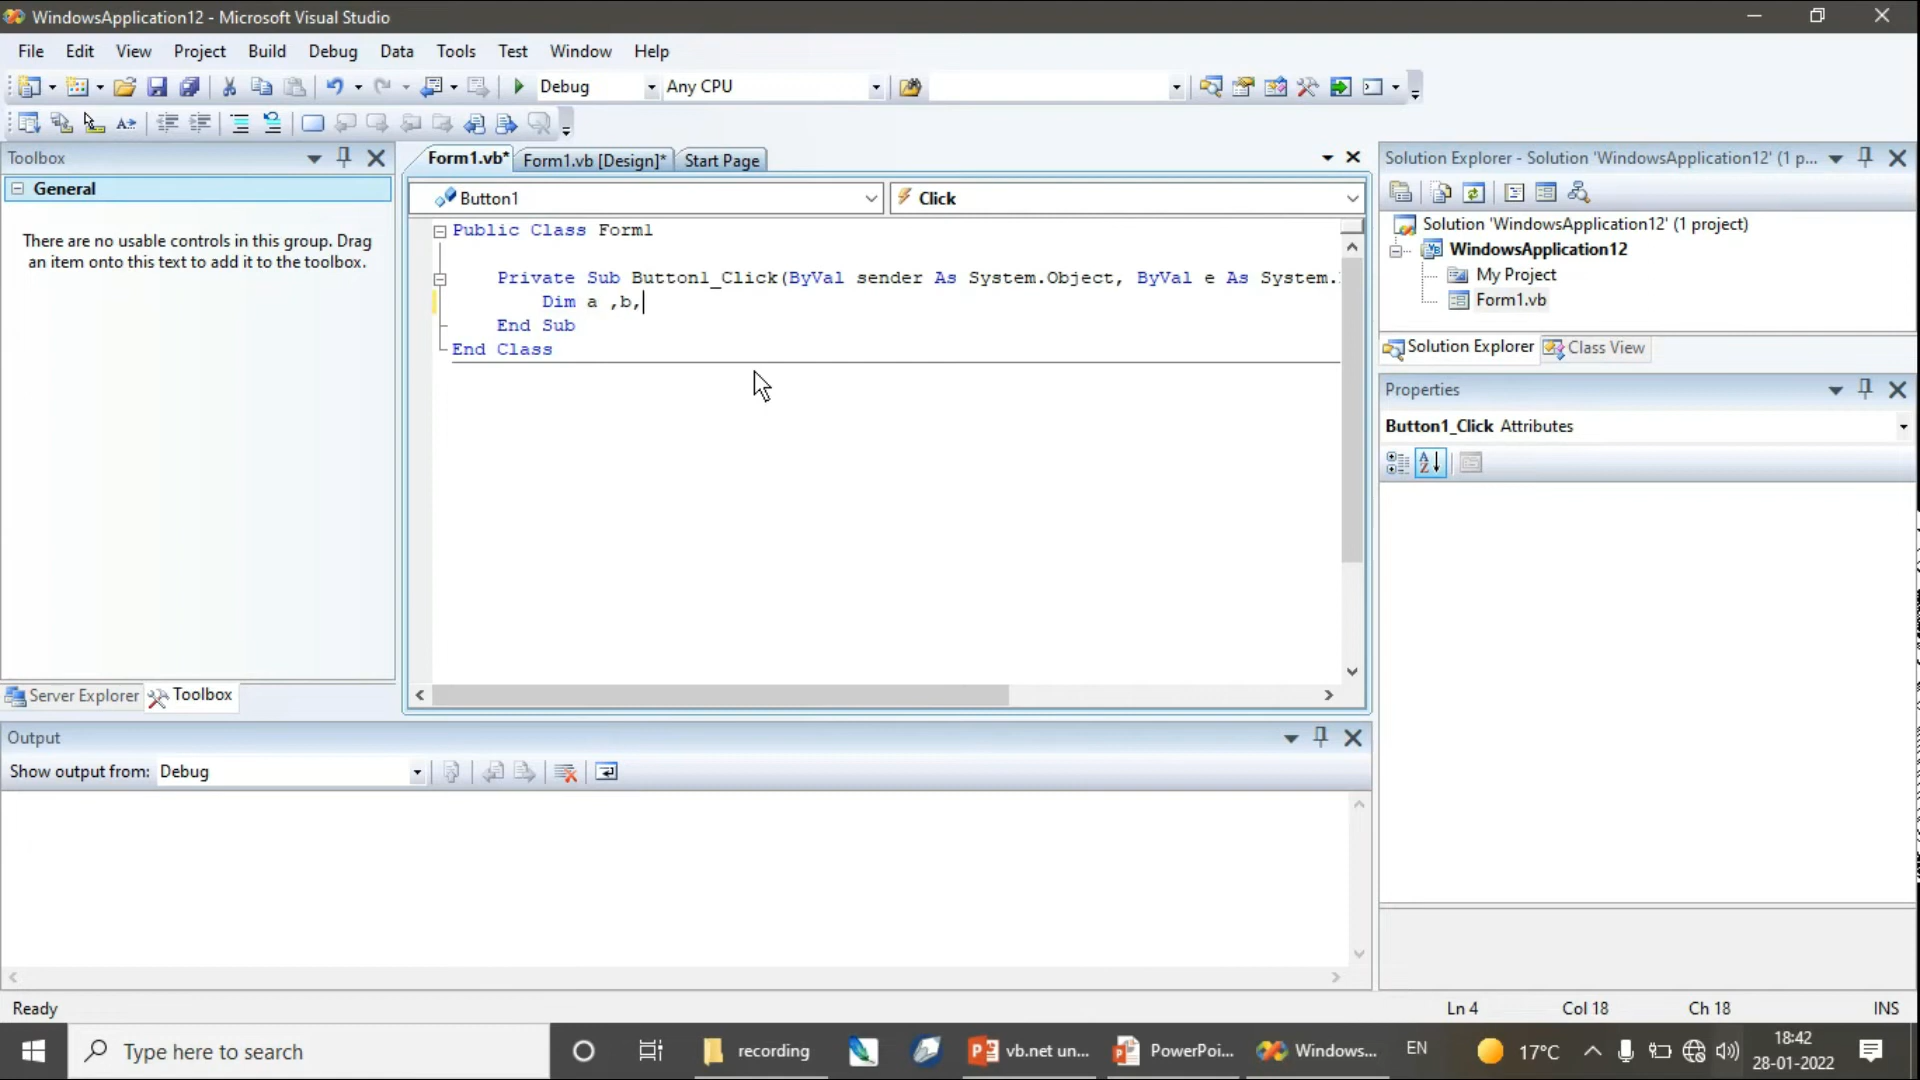 WindowsApplication12 - Microsoft Visual Studio
File Edit View Project Build Debug Data Tools Test Window Help
Debug Any CPU
Toolbox
General
There are no usable controls in this group. Drag
an item onto this text to add it to the toolbox.
Server Explorer Toolbox
Form1.vb* Form1.vb [Design]* Start Page
Button1 Click
Public Class Form1
Private Sub Button1_Click(ByVal sender As System.Object, ByVal e As System.
Dim a ,b,
End Sub
End Class
Solution Explorer - Solution 'WindowsApplication12' (1 p...
Solution 'WindowsApplication12' (1 project)
WindowsApplication12
My Project
Form1.vb
Solution Explorer Class View
Properties
Button1_Click Attributes
Output
Show output from: Debug
Ready Ln 4 Col 18 Ch 18 INS
Type here to search recording vb.net un... PowerPoi... Windows... EN 17°C 18:42
28-01-2022